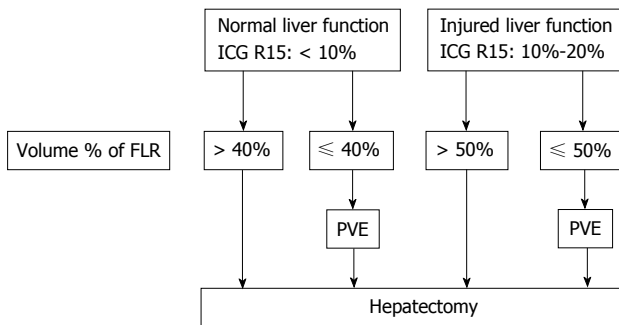 Normal liver function
ICG R15: < 10%
Injured liver function
ICG R15: 10%-20%
Volume % of FLR
> 40%
≤ 40%
> 50%
≤ 50%
PVE
PVE
Hepatectomy